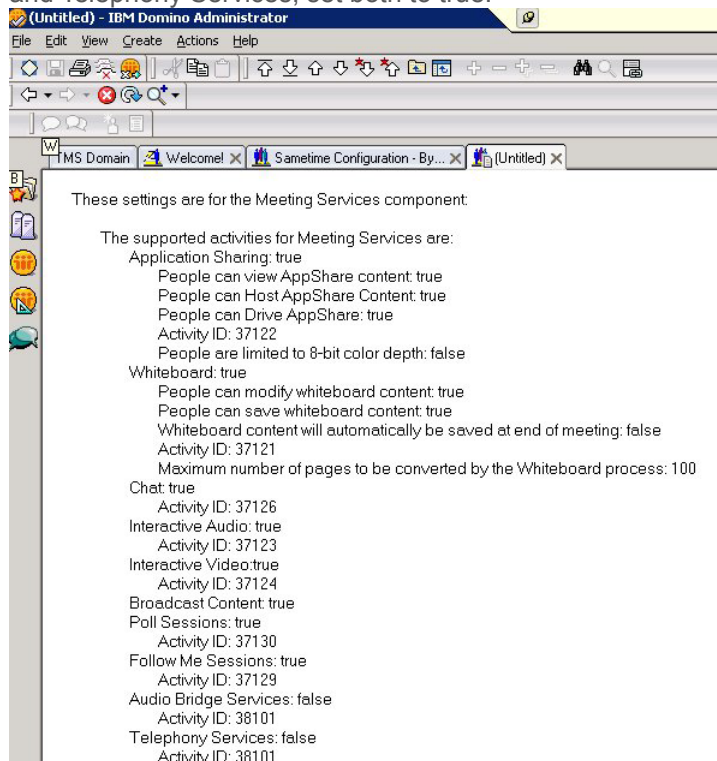 and Telephony Services, set both to true.
(Untitled) - IBM Domino Administrator
File Edit View Create Actions Help
W
TMS Domain Welcome! Sametime Configuration - By... (Untitled)
B
These settings are for the Meeting Services component:
The supported activities for Meeting Services are:
Application Sharing: true
People can view AppShare content: true
People can Host AppShare Content: true
People can Drive AppShare: true
Activity ID: 37122
People are limited to 8-bit color depth: false
Whiteboard: true
People can modify whiteboard content: true
People can save whiteboard content: true
Whiteboard content will automatically be saved at end of meeting: false
Activity ID: 37121
Maximum number of pages to be converted by the Whiteboard process: 100
Chat: true
Activity ID: 37126
Interactive Audio: true
Activity ID: 37123
Interactive Video:true
Activity ID: 37124
Broadcast Content: true
Poll Sessions: true
Activity ID: 37130
Follow Me Sessions: true
Activity ID: 37129
Audio Bridge Services: false
Activity ID: 38101
Telephony Services: false
Activity ID: 38101